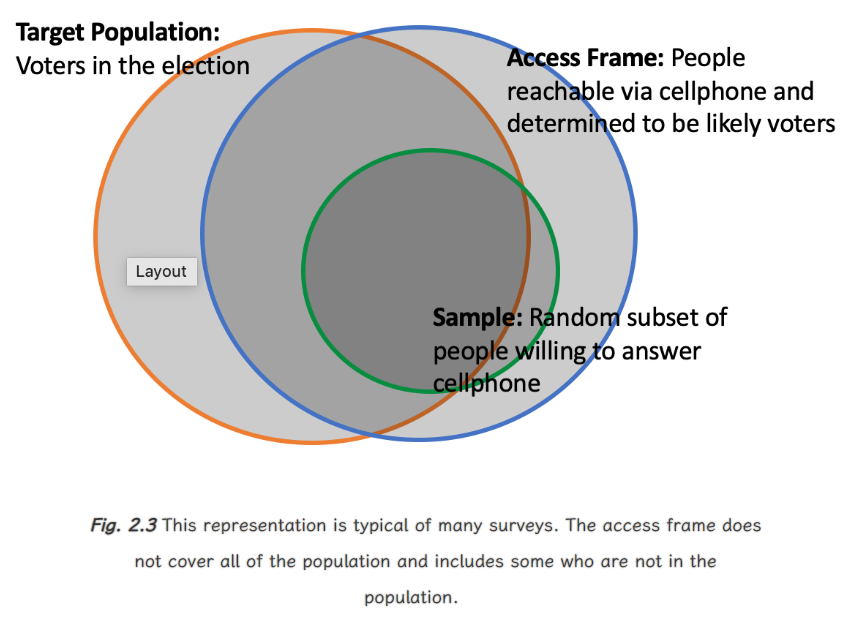 Target Population:
Voters in the election
Access Frame: People
reachable via cellphone and
determined to be likely voters
Layout
Sample: Random subset of
people willing to answer
cellphone
Fig. 2.3 This representation is typical of many surveys. The access frame does
not cover all of the population and includes some who are not in the
population.